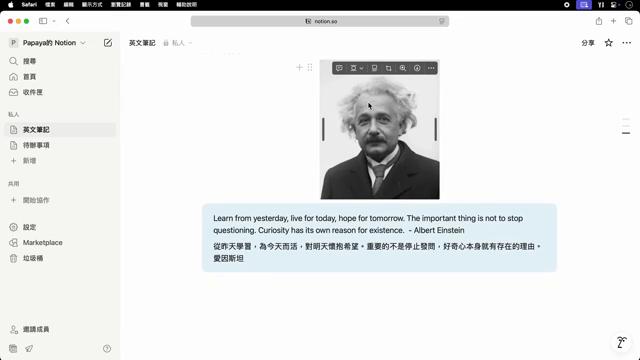 Safari 檔案 編輯 顯示方式 瀏覽記錄 書籤 視窗 輔助說明
notion.so
P Papaya的 Notion
英文筆記 私人
分享
搜尋
首頁
收件匣
私人
英文筆記
待辦事項
新增
共用
開始協作
設定
Marketplace
垃圾桶
邀請成員
Learn from yesterday, live for today, hope for tomorrow. The important thing is not to stop
questioning. Curiosity has its own reason for existence. - Albert Einstein
從昨天學習，為今天而活，對明天懷抱希望。重要的不是停止發問，好奇心本身就有存在的理由。
愛因斯坦